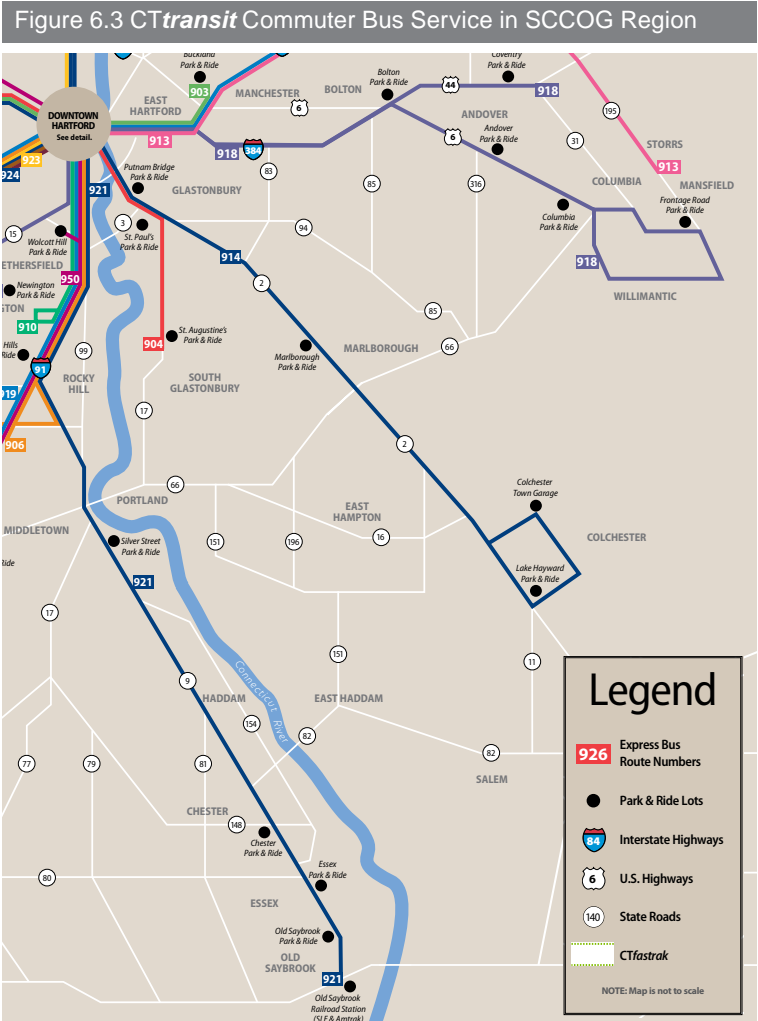 Figure 6.3 CTtransit Commuter Bus Service in SCCOG Region
Buckland
Park & Ride
903
EAST
HARTFORD
MANCHESTER
6
BOLTON
Bolton
Park & Ride
44
Coventry
Park & Ride
918
DOWNTOWN
HARTFORD
See detail.
913
918
384
ANDOVER
6
Andover
Park & Ride
195
31
STORRS
913
923
924
921
Putnam Bridge
Park & Ride
GLASTONBURY
83
85
316
COLUMBIA
MANSFIELD
Columbia
Park & Ride
Frontage Road
Park & Ride
15
3
St. Paul's
Park & Ride
94
Wolcott Hill
Park & Ride
ETHERSFIELD
914
918
950
2
WILLIMANTIC
Newington
Park & Ride
GTON
910
85
904
St. Augustine's
Park & Ride
Marlborough
Park & Ride
MARLBOROUGH
66
Hills
Ride
99
91
ROCKY
HILL
SOUTH
GLASTONBURY
919
17
906
2
66
PORTLAND
Colchester
Town Garage
EAST
HAMPTON
MIDDLETOWN
Silver Street
Park & Ride
151
196
16
COLCHESTER
Ride
921
Lake Hayward
Park & Ride
17
151
11
9
Connecticut River
HADDAM
EAST HADDAM
154
82
82
77
79
81
SALEM
CHESTER
148
Chester
Park & Ride
Essex
Park & Ride
80
ESSEX
Old Saybrook
Park & Ride
OLD
SAYBROOK
921
Old Saybrook
Railroad Station
(SLE & Amtrak)
Legend
926
Express Bus
Route Numbers
Park & Ride Lots
84
Interstate Highways
6
U.S. Highways
140
State Roads
CTfastrak
NOTE: Map is not to scale